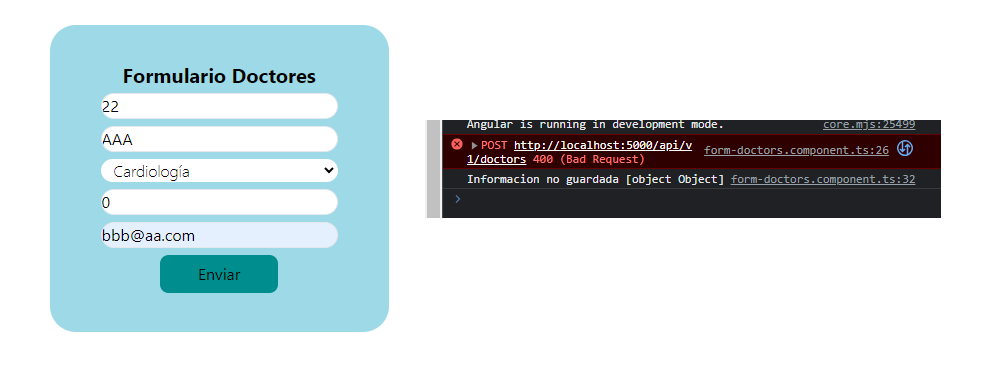 Formulario Doctores
22
AAA
Cardiología
0
bbb@aa.com
Enviar
Angular is running in development mode. core.mjs:25499
POST http://localhost:5000/api/v form-doctors.component.ts:26
1/doctors 400 (Bad Request)
Informacion no guardada [object Object] form-doctors.component.ts:32